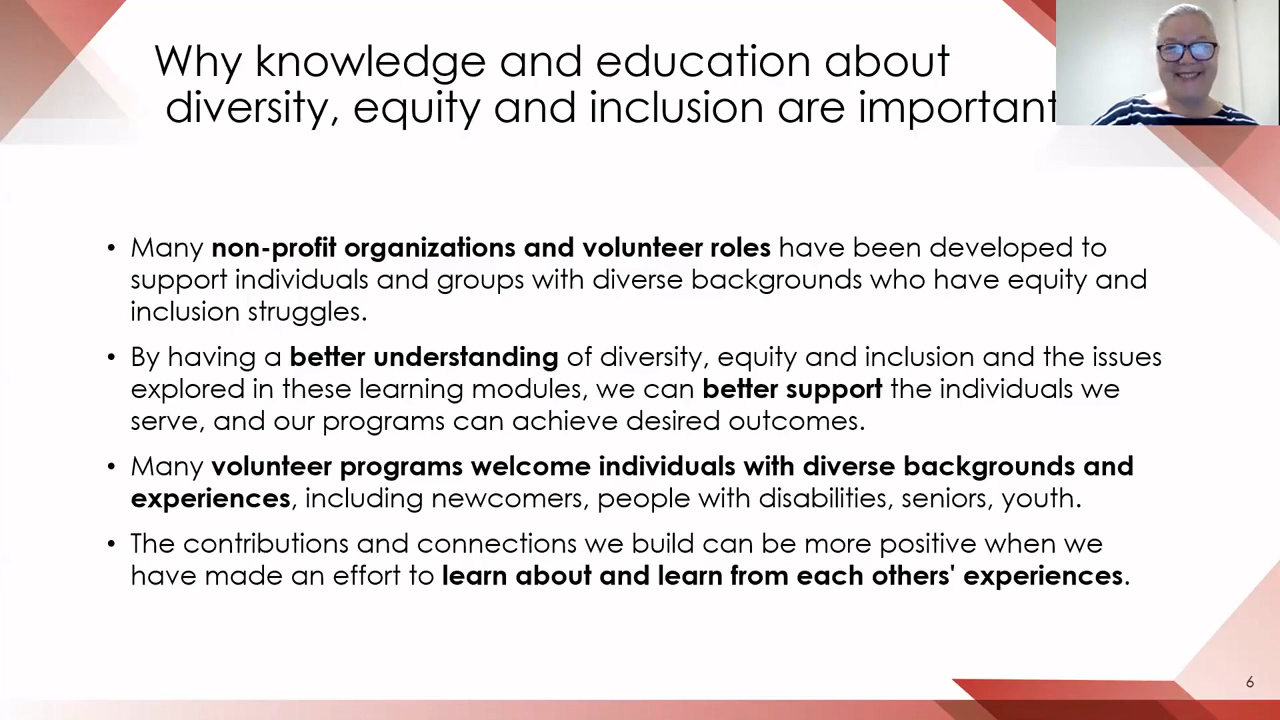 Why knowledge and education about
diversity, equity and inclusion are important
• Many non-profit organizations and volunteer roles have been developed to
support individuals and groups with diverse backgrounds who have equity and
inclusion struggles.
• By having a better understanding of diversity, equity and inclusion and the issues
explored in these learning modules, we can better support the individuals we
serve, and our programs can achieve desired outcomes.
• Many volunteer programs welcome individuals with diverse backgrounds and
experiences, including newcomers, people with disabilities, seniors, youth.
• The contributions and connections we build can be more positive when we
have made an effort to learn about and learn from each others' experiences.
6